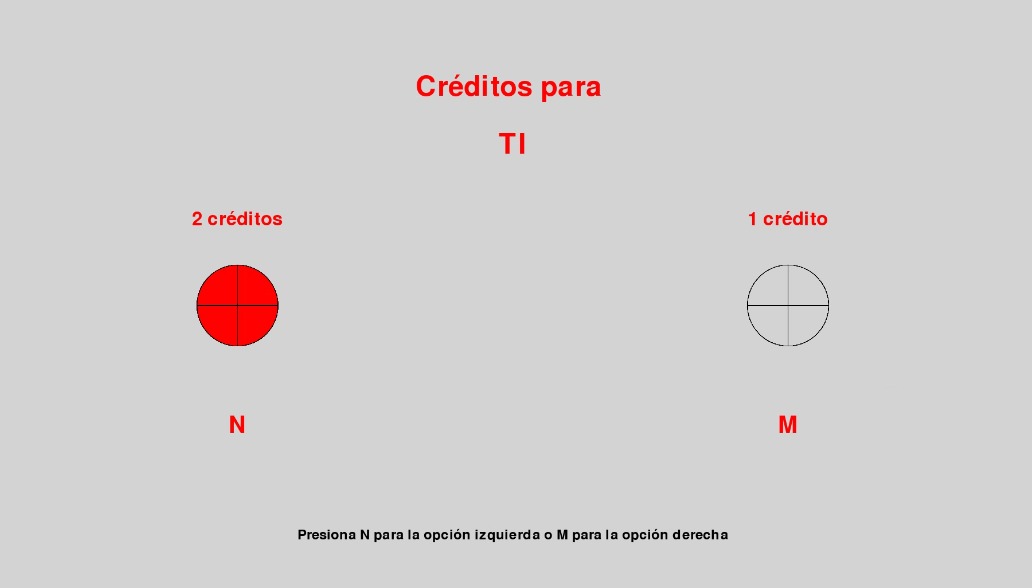 Créditos para
TI
2 créditos
1 crédito
N
M
Presiona N para la opción izquierda o M para la opción derecha